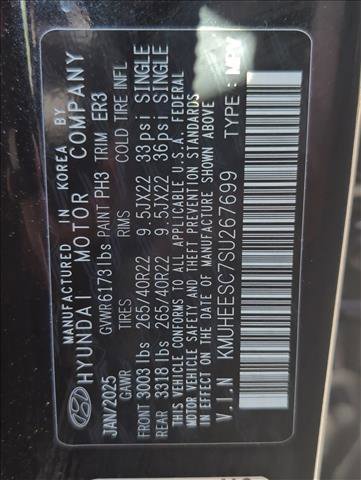 MANUFACTURED IN KOREA BY
HYUNDAI MOTOR COMPANY
JAN/2025 GVWR 6173lbs PAINT PH3 TRIM ER3
GAWR TIRES RIMS COLD TIRE INFL
FRONT 3003 lbs 265/40R22 9.5JX22 33psi SINGLE
REAR 3318 lbs 265/40R22 9.5JX22 36psi SINGLE
THIS VEHICLE CONFORMS TO ALL APPLICABLE U.S.A. FEDERAL
MOTOR VEHICLE SAFETY AND THEFT PREVENTION STANDARDS
IN EFFECT ON THE DATE OF MANUFACTURE SHOWN ABOVE
V.I.N KMUHEESC7SU267699 TYPE: MPV